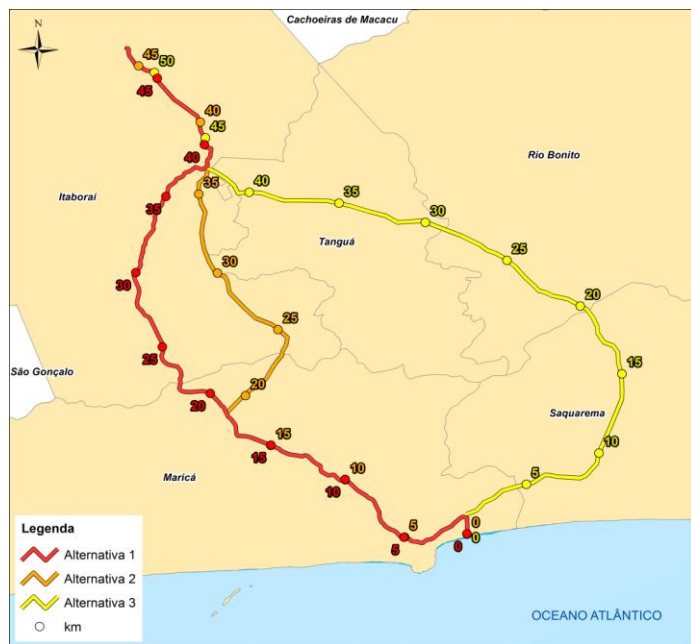 Cachoeiras de Macacu
N
45
50
45
40
45
40
Rio Bonito
35
40
35
35
30
Itaboraí
Tanguá
25
30
30
20
25
25
15
São Gonçalo
20
20
Saquarema
15
15
10
Maricá
10
10
5
5
5
0
0
0
Legenda
Alternativa 1
Alternativa 2
Alternativa 3
km
OCEANO ATLÂNTICO